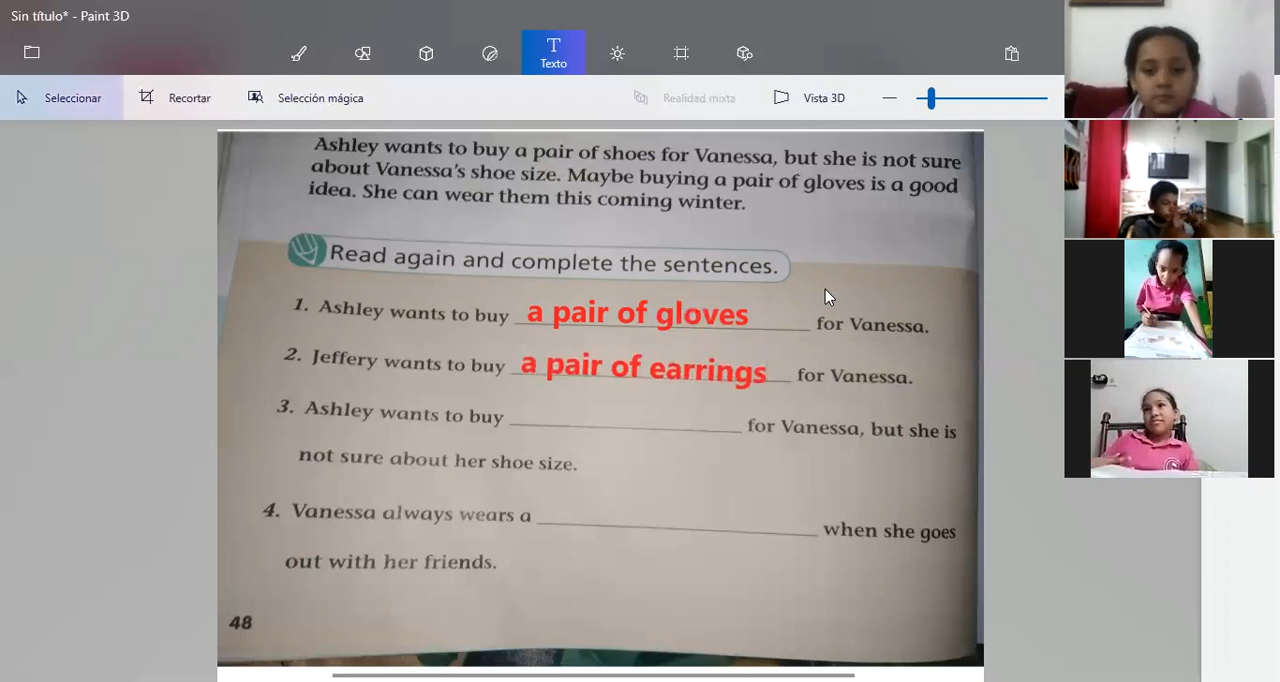 Sin título* - Paint 3D
Texto
Seleccionar
Recortar
Selección mágica
Realidad mixta
Vista 3D
Ashley wants to buy a pair of shoes for Vanessa, but she is not sure
about Vanessa's shoe size. Maybe buying a pair of gloves is a good
idea. She can wear them this coming winter.
Read again and complete the sentences.
1. Ashley wants to buy a pair of gloves for Vanessa.
2. Jeffery wants to buy a pair of earrings for Vanessa.
3. Ashley wants to buy ____________ for Vanessa, but she is
not sure about her shoe size.
4. Vanessa always wears a ____________ when she goes
out with her friends.
48